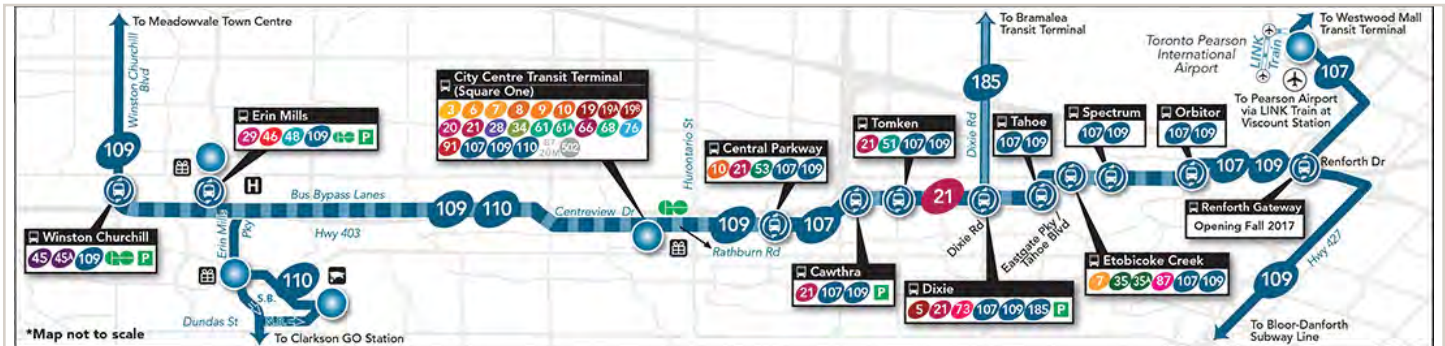 To Meadowvale Town Centre
Winston Churchill
Blvd
109
Winston Churchill
45 45A 109 GO P
Erin Mills
29 46 48 109 GO P
H
Erin Mills
Pky
110
S.B.
Dundas St
To Clarkson GO Station
*Map not to scale
Bus Bypass Lanes
Hwy 403
109 110
City Centre Transit Terminal
(Square One)
3 6 7 8 9 10 19 19A 19B
20 21 28 34 61 61A 66 68 76
91 107 109 110 GT 20M 502
Centreview Dr
Hurontario St
GO
Rathburn Rd
109
Central Parkway
10 21 53 107 109
107
Cawthra
21 107 109 P
Tomken
21 51 107 109
21
To Bramalea
Transit Terminal
185
Dixie Rd
Dixie Rd
Dixie
5 21 73 107 109 185 P
Tahoe
107 109
Eastgate Pky /
Tahoe Blvd
Etobicoke Creek
7 35 35A 87 107 109
Spectrum
107 109
Orbitor
107 109
107 109
Toronto Pearson
International
Airport
LINK
Train
To Westwood Mall
Transit Terminal
107
To Pearson Airport
via LINK Train at
Viscount Station
Renforth Dr
Renforth Gateway
Opening Fall 2017
Hwy 427
109
To Bloor-Danforth
Subway Line